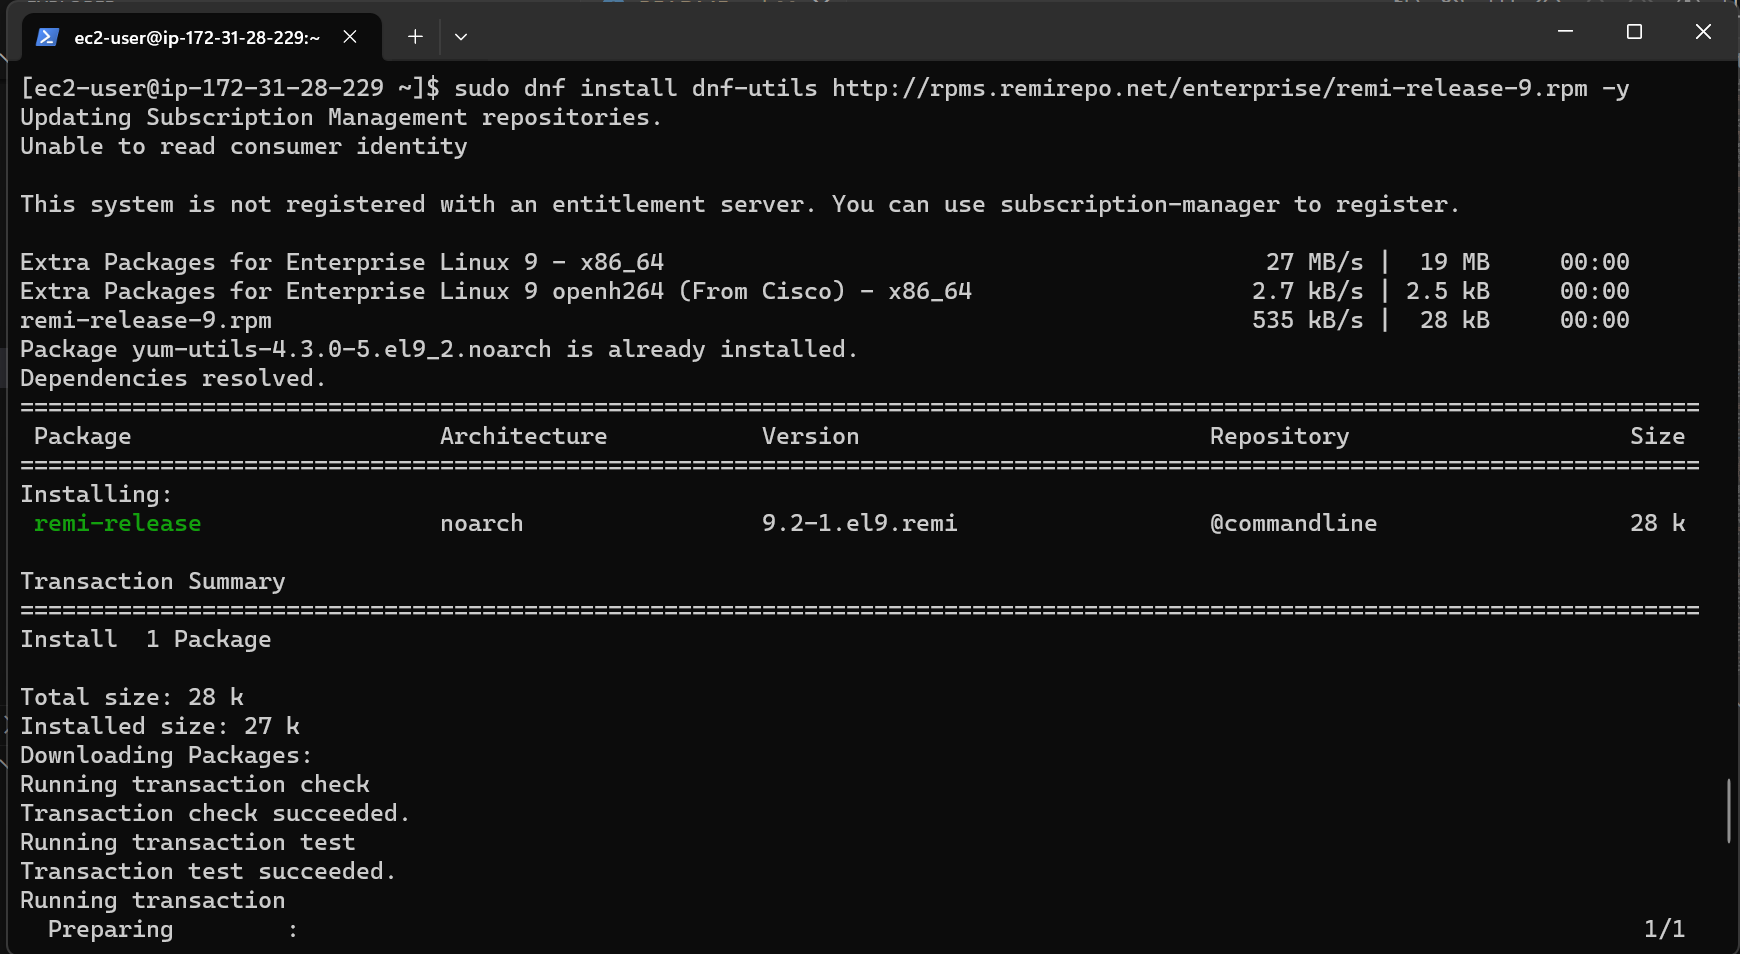 ec2-user@ip-172-31-28-229:~
[ec2-user@ip-172-31-28-229 ~]$ sudo dnf install dnf-utils http://rpms.remirepo.net/enterprise/remi-release-9.rpm -y
Updating Subscription Management repositories.
Unable to read consumer identity
This system is not registered with an entitlement server. You can use subscription-manager to register.
Extra Packages for Enterprise Linux 9 - x86_64 27 MB/s | 19 MB 00:00
Extra Packages for Enterprise Linux 9 openh264 (From Cisco) - x86_64 2.7 kB/s | 2.5 kB 00:00
remi-release-9.rpm 535 kB/s | 28 kB 00:00
Package yum-utils-4.3.0-5.el9_2.noarch is already installed.
Dependencies resolved.
========================================================================================================================
Package Architecture Version Repository Size
========================================================================================================================
Installing:
remi-release noarch 9.2-1.el9.remi @commandline 28 k
Transaction Summary
========================================================================================================================
Install 1 Package
Total size: 28 k
Installed size: 27 k
Downloading Packages:
Running transaction check
Transaction check succeeded.
Running transaction test
Transaction test succeeded.
Running transaction
Preparing : 1/1